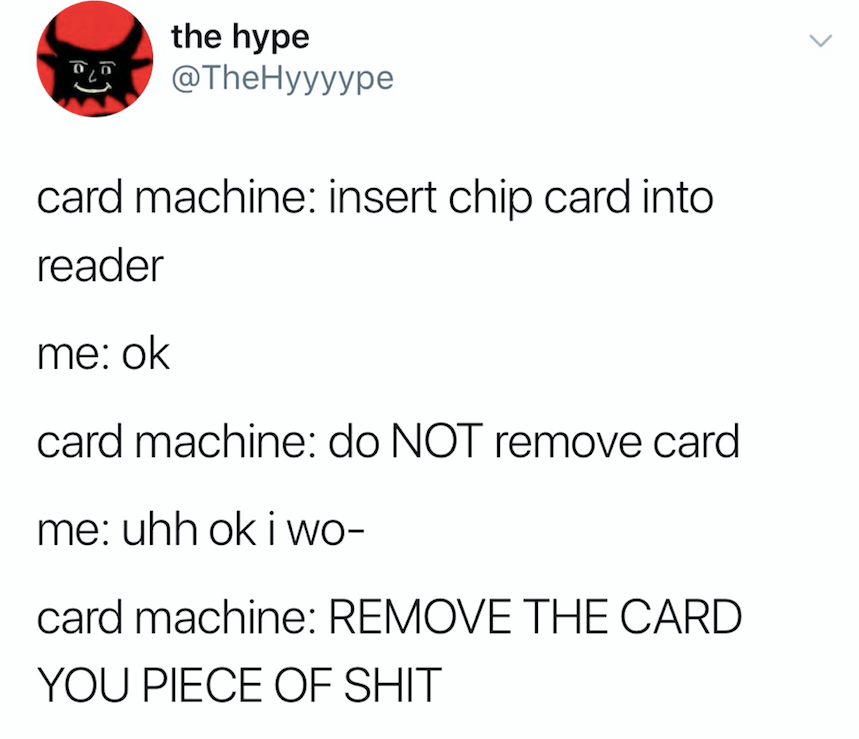 the hype
@TheHyyyype
card machine: insert chip card into
reader
me: ok
card machine: do NOT remove card
me: uhh ok i wo-
card machine: REMOVE THE CARD
YOU PIECE OF SHIT